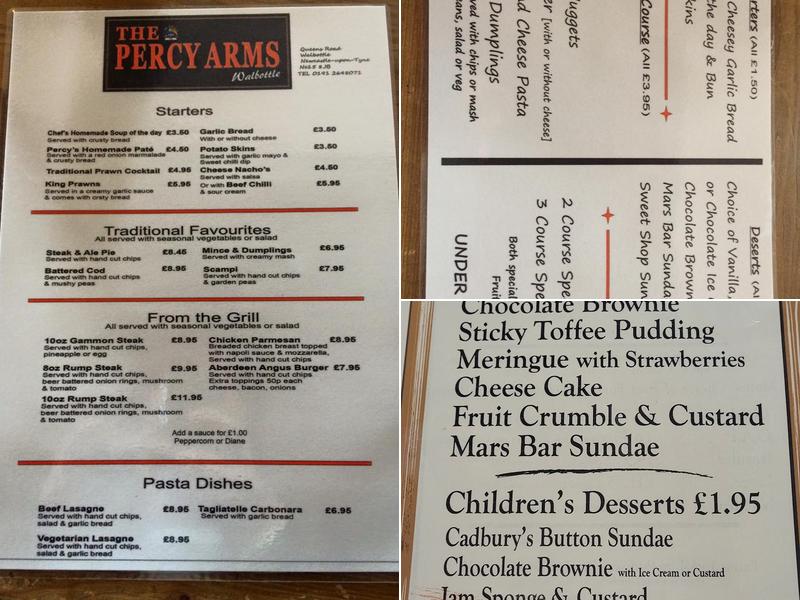 THE
PERCY ARMS
Walbottle
Queens Road
Walbottle
Newcastle-upon-Tyne
Ne15 8JB
TEL 0191 2648071
Starters
Chef's Homemade Soup of the day £3.50
Served with crusty bread
Percy's Homemade Paté £4.50
Served with a red onion marmalade
& crusty bread
Traditional Prawn Cocktail £4.95
King Prawns £5.95
Served in a creamy garlic sauce
& comes with crsty bread
Garlic Bread £3.50
With or without cheese
Potato Skins £3.50
Served with garlic mayo &
Sweet chilli dip
Cheese Nacho's £4.50
Served with salsa
Or with Beef Chilli £5.95
& sour cream
Traditional Favourites
All served with seasonal vegetables or salad
Steak & Ale Pie £8.45
Served with hand cut chips
Battered Cod £8.95
Served with hand cut chips
& mushy peas
Mince & Dumplings £6.95
Served with creamy mash
Scampi £7.95
Served with hand cut chips
& garden peas
From the Grill
All served with seasonal vegetables or salad
10oz Gammon Steak £8.95
Served with hand cut chips,
pineapple or egg
8oz Rump Steak £9.95
Served with hand cut chips,
beer battered onion rings, mushroom
& tomato
10oz Rump Steak £11.95
Served with hand cut chips,
beer battered onion rings, mushroom
& tomato
Chicken Parmesan £8.95
Breaded chicken breast topped
with napoli sauce & mozzarella,
Served with hand cut chips
Aberdeen Angus Burger £7.95
Served with hand cut chips
Extra toppings 50p each
cheese, bacon, onions
Add a sauce for £1.00
Peppercorn or Diane
Pasta Dishes
Beef Lasagne £8.95
Served with hand cut chips,
salad & garlic bread
Vegetarian Lasagne £8.95
Served with hand cut chips,
salad & garlic bread
Tagliatelle Carbonara £6.95
Served with garlic bread
rters (All £1.50)
Cheesey Garlic Bread
the day & Bun
kins
Course (All £3.95)
uggets
er [with or without cheese]
d Cheese Pasta
Dumplings
ved with chips or mash
ans, salad or veg
Deserts (Al
Choice of Vanilla,
or Chocolate Ice
Chocolate Brown
Mars Bar Sunda
Sweet Shop Sun
2 Course Spe
3 Course Spe
Both special
Fruit
UNDER
Chocolate Brownie
Sticky Toffee Pudding
Meringue with Strawberries
Cheese Cake
Fruit Crumble & Custard
Mars Bar Sundae
Children's Desserts £1.95
Cadbury's Button Sundae
Chocolate Brownie with Ice Cream or Custard
Jam Sponge & Custard